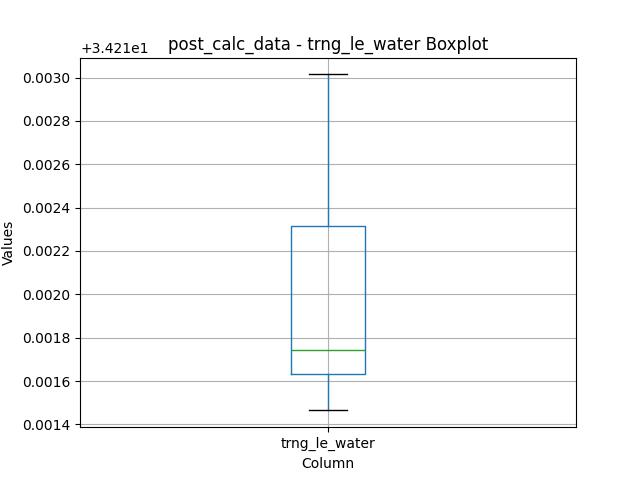 post_calc_data - trng_le_water Boxplot
+3.421e1
0.0030
0.0028
0.0026
0.0024
0.0022
0.0020
0.0018
0.0016
0.0014
Values
trng_le_water
Column